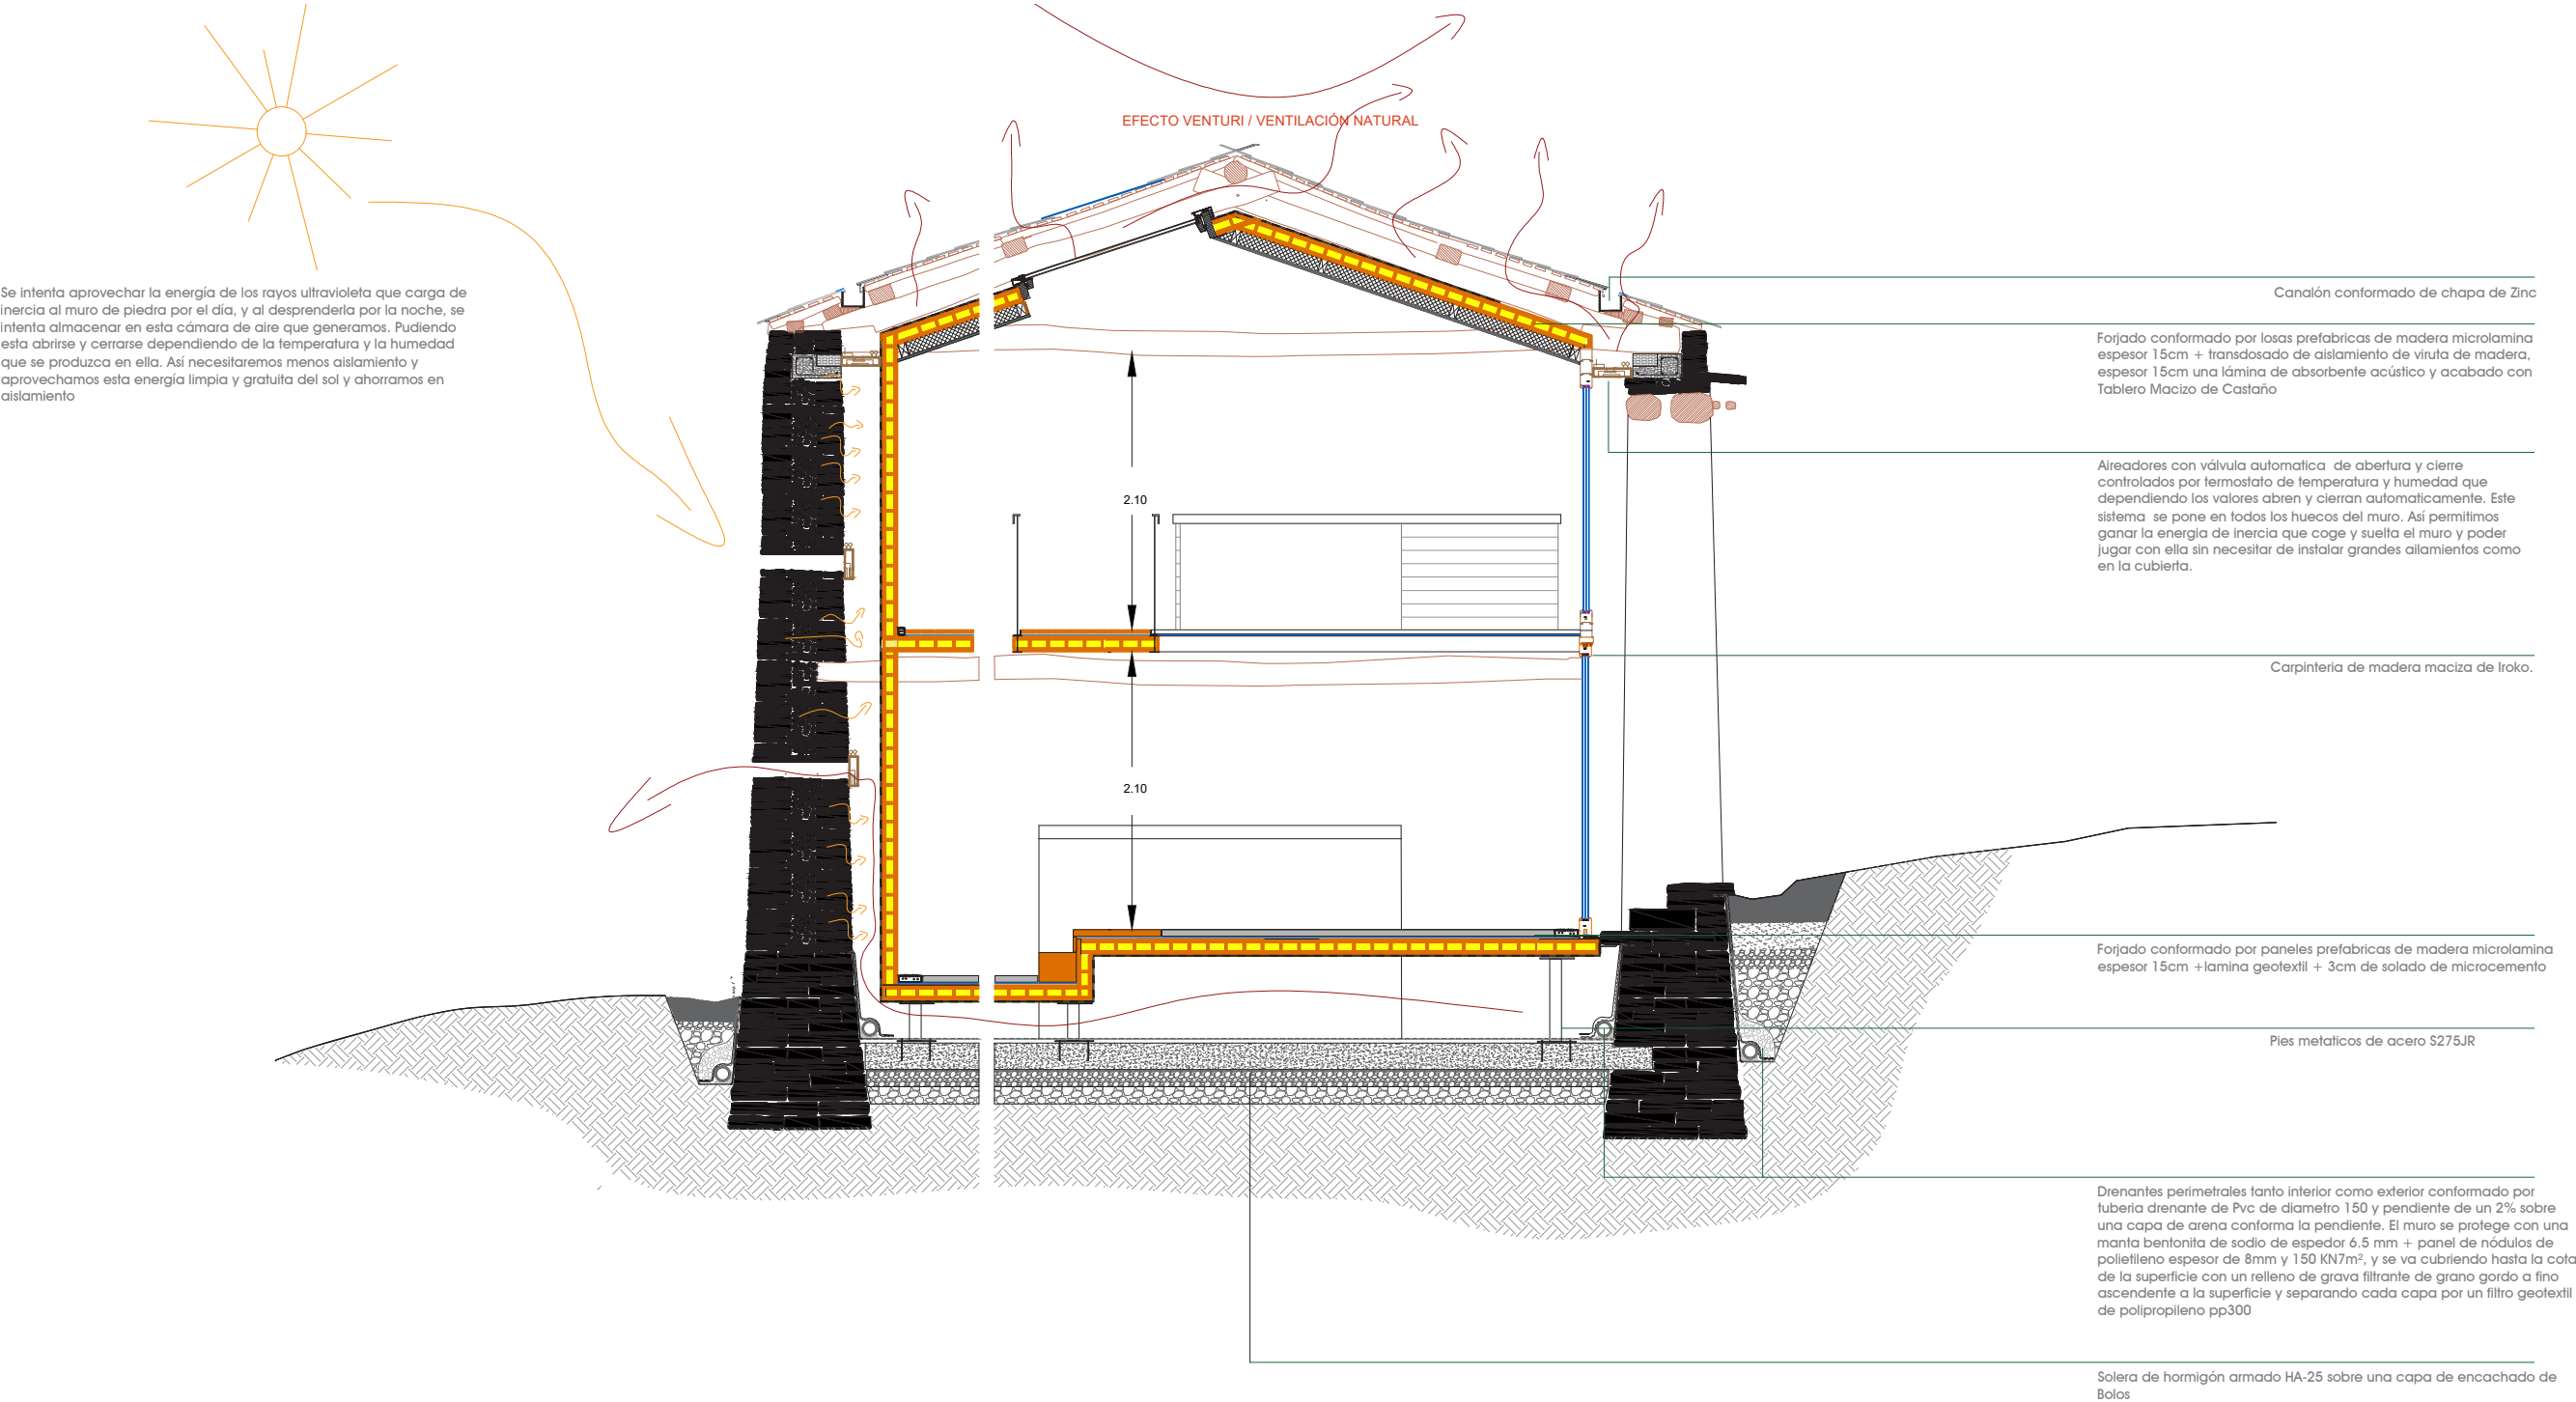 EFECTO VENTURI / VENTILACIÓN NATURAL
Se intenta aprovechar la energía de los rayos ultravioleta que carga de
inercia al muro de piedra por el día, y al desprenderla por la noche, se
intenta almacenar en esta cámara de aire que generamos. Pudiendo
esta abrirse y cerrarse dependiendo de la temperatura y la humedad
que se produzca en ella. Así necesitaremos menos aislamiento y
aprovechamos esta energía limpia y gratuita del sol y ahorramos en
aislamiento
2.10
2.10
Canalón conformado de chapa de Zinc
Forjado conformado por losas prefabricas de madera microlamina
espesor 15cm + transdosado de aislamiento de viruta de madera,
espesor 15cm una lámina de absorbente acústico y acabado con
Tablero Macizo de Castaño
Aireadores con válvula automatica de abertura y cierre
controlados por termostato de temperatura y humedad que
dependiendo los valores abren y cierran automaticamente. Este
sistema se pone en todos los huecos del muro. Así permitimos
ganar la energia de inercia que coge y suelta el muro y poder
jugar con ella sin necesitar de instalar grandes ailamientos como
en la cubierta.
Carpinteria de madera maciza de Iroko.
Forjado conformado por paneles prefabricas de madera microlamina
espesor 15cm +lamina geotextil + 3cm de solado de microcemento
Pies metaticos de acero S275JR
Drenantes perimetrales tanto interior como exterior conformado por
tuberia drenante de Pvc de diametro 150 y pendiente de un 2% sobre
una capa de arena conforma la pendiente. El muro se protege con una
manta bentonita de sodio de espedor 6.5 mm + panel de nódulos de
polietileno espesor de 8mm y 150 KN7m², y se va cubriendo hasta la cota
de la superficie con un relleno de grava filtrante de grano gordo a fino
ascendente a la superficie y separando cada capa por un filtro geotextil
de polipropileno pp300
Solera de hormigón armado HA-25 sobre una capa de encachado de
Bolos